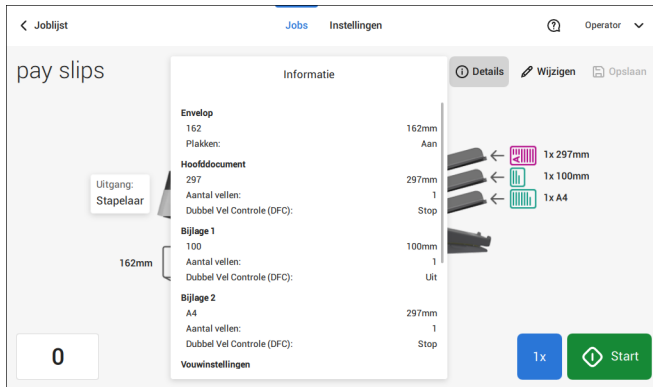 Joblijst
Jobs
Instellingen
Operator
pay slips
Informatie
Details
Wijzigen
Opslaan
Envelop
162 162mm
Plakken: Aan
Hoofddocument
297 297mm
Aantal vellen: 1
Dubbel Vel Controle (DFC): Stop
Bijlage 1
100 100mm
Aantal vellen: 1
Dubbel Vel Controle (DFC): Uit
Bijlage 2
A4 297mm
Aantal vellen: 1
Dubbel Vel Controle (DFC): Stop
Vouwinstellingen
Uitgang:
Stapelaar
162mm
1x 297mm
1x 100mm
1x A4
0
1x
Start